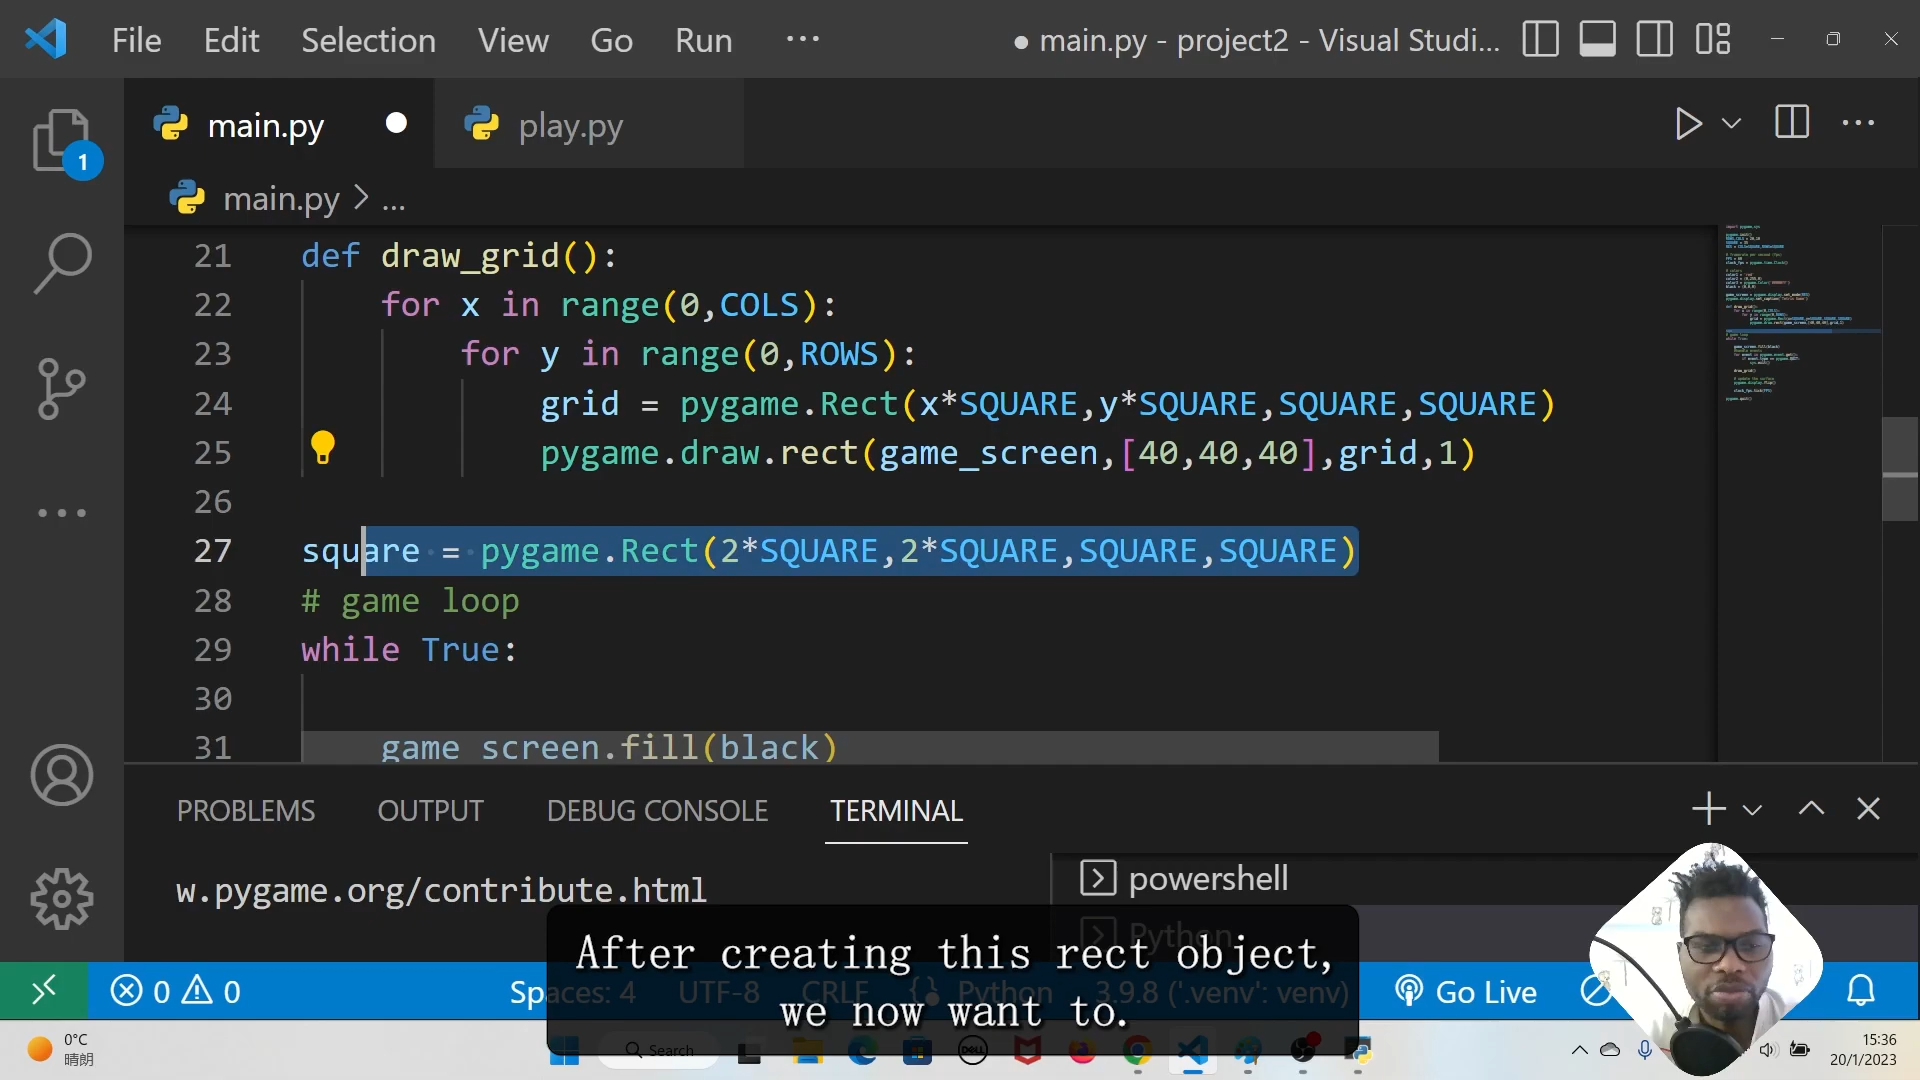 File Edit Selection View Go Run ...
● main.py - project2 - Visual Studi...
1
main.py
play.py
main.py > ...
21 def draw_grid():
22 for x in range(0,COLS):
23 for y in range(0,ROWS):
24 grid = pygame.Rect(x*SQUARE,y*SQUARE,SQUARE,SQUARE)
25 pygame.draw.rect(game_screen,[40,40,40],grid,1)
26
27 square = pygame.Rect(2*SQUARE,2*SQUARE,SQUARE,SQUARE)
28 # game loop
29 while True:
30
31 game_screen.fill(black)
PROBLEMS OUTPUT DEBUG CONSOLE TERMINAL
w.pygame.org/contribute.html
powershell
Python
After creating this rect object,
we now want to.
0 0 Spaces: 4 UTF-8 CRLF Python 3.9.8 ('.venv': venv) Go Live
0°C
晴朗
Search
DELL
15:36
20/1/2023